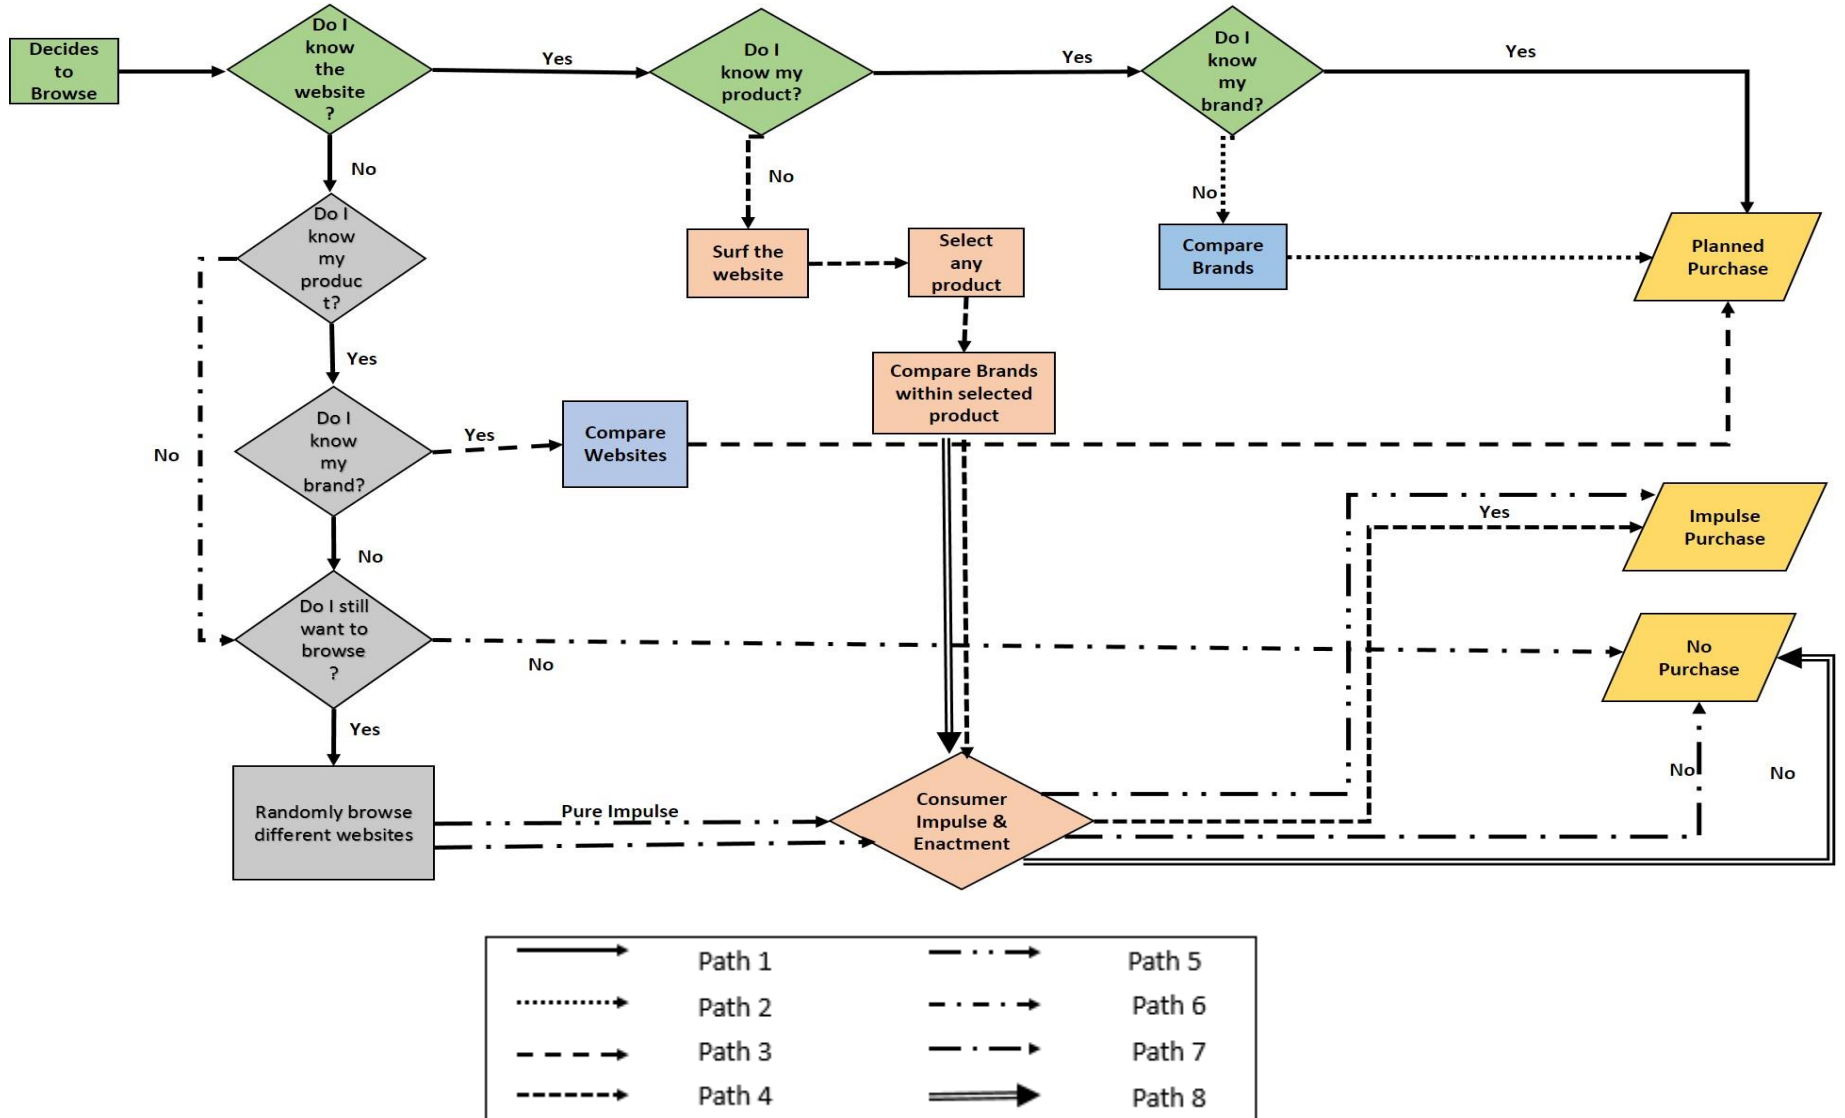 Decides
to
Browse
Do I
know
the
website
?
Yes
Do I
know my
product?
Yes
Do I
know
my
brand?
Yes
No
No
No
Do I
know
my
produc
t?
Surf the
website
Select
any
product
Compare
Brands
Planned
Purchase
Yes
Compare Brands
within selected
product
No
Do I
know
my
brand?
Yes
Compare
Websites
Impulse
Purchase
Yes
No
Do I still
want to
browse
?
No
No
Purchase
Yes
No
No
Randomly browse
different websites
Pure Impulse
Consumer
Impulse &
Enactment
Path 1
Path 5
Path 2
Path 6
Path 3
Path 7
Path 4
Path 8